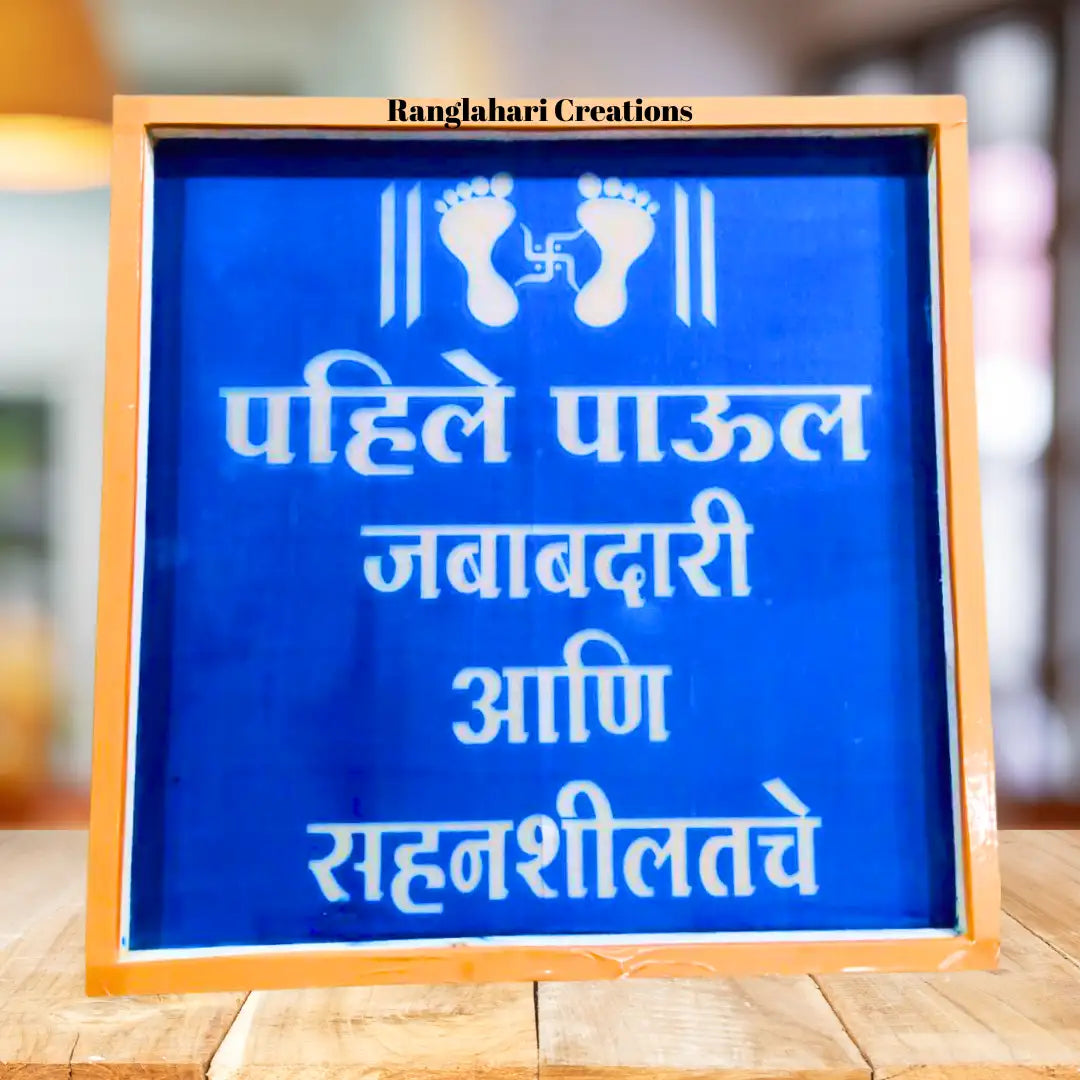 Ranglahari Creations
पहिले पाऊल
जबाबदारी
आणि
सहनशीलतचे